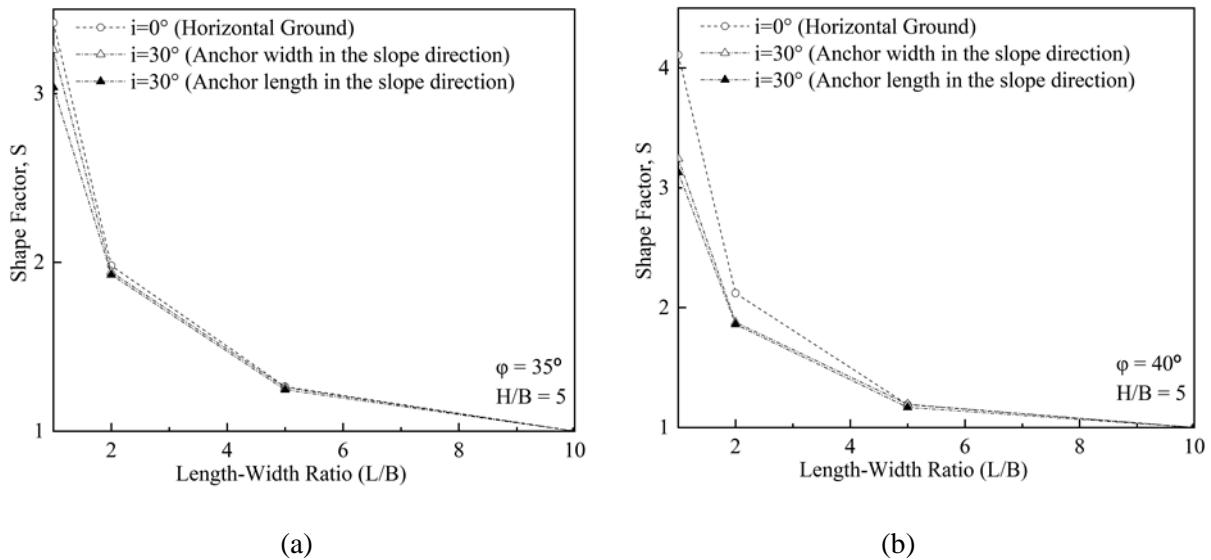 i=0° (Horizontal Ground)
i=30° (Anchor width in the slope direction)
i=30° (Anchor length in the slope direction)
3
2
1
Shape Factor, S
φ = 35°
H/B = 5
2 4 6 8 10
Length-Width Ratio (L/B)
(a)
i=0° (Horizontal Ground)
i=30° (Anchor width in the slope direction)
i=30° (Anchor length in the slope direction)
4
3
2
1
Shape Factor, S
φ = 40°
H/B = 5
2 4 6 8 10
Length-Width Ratio (L/B)
(b)